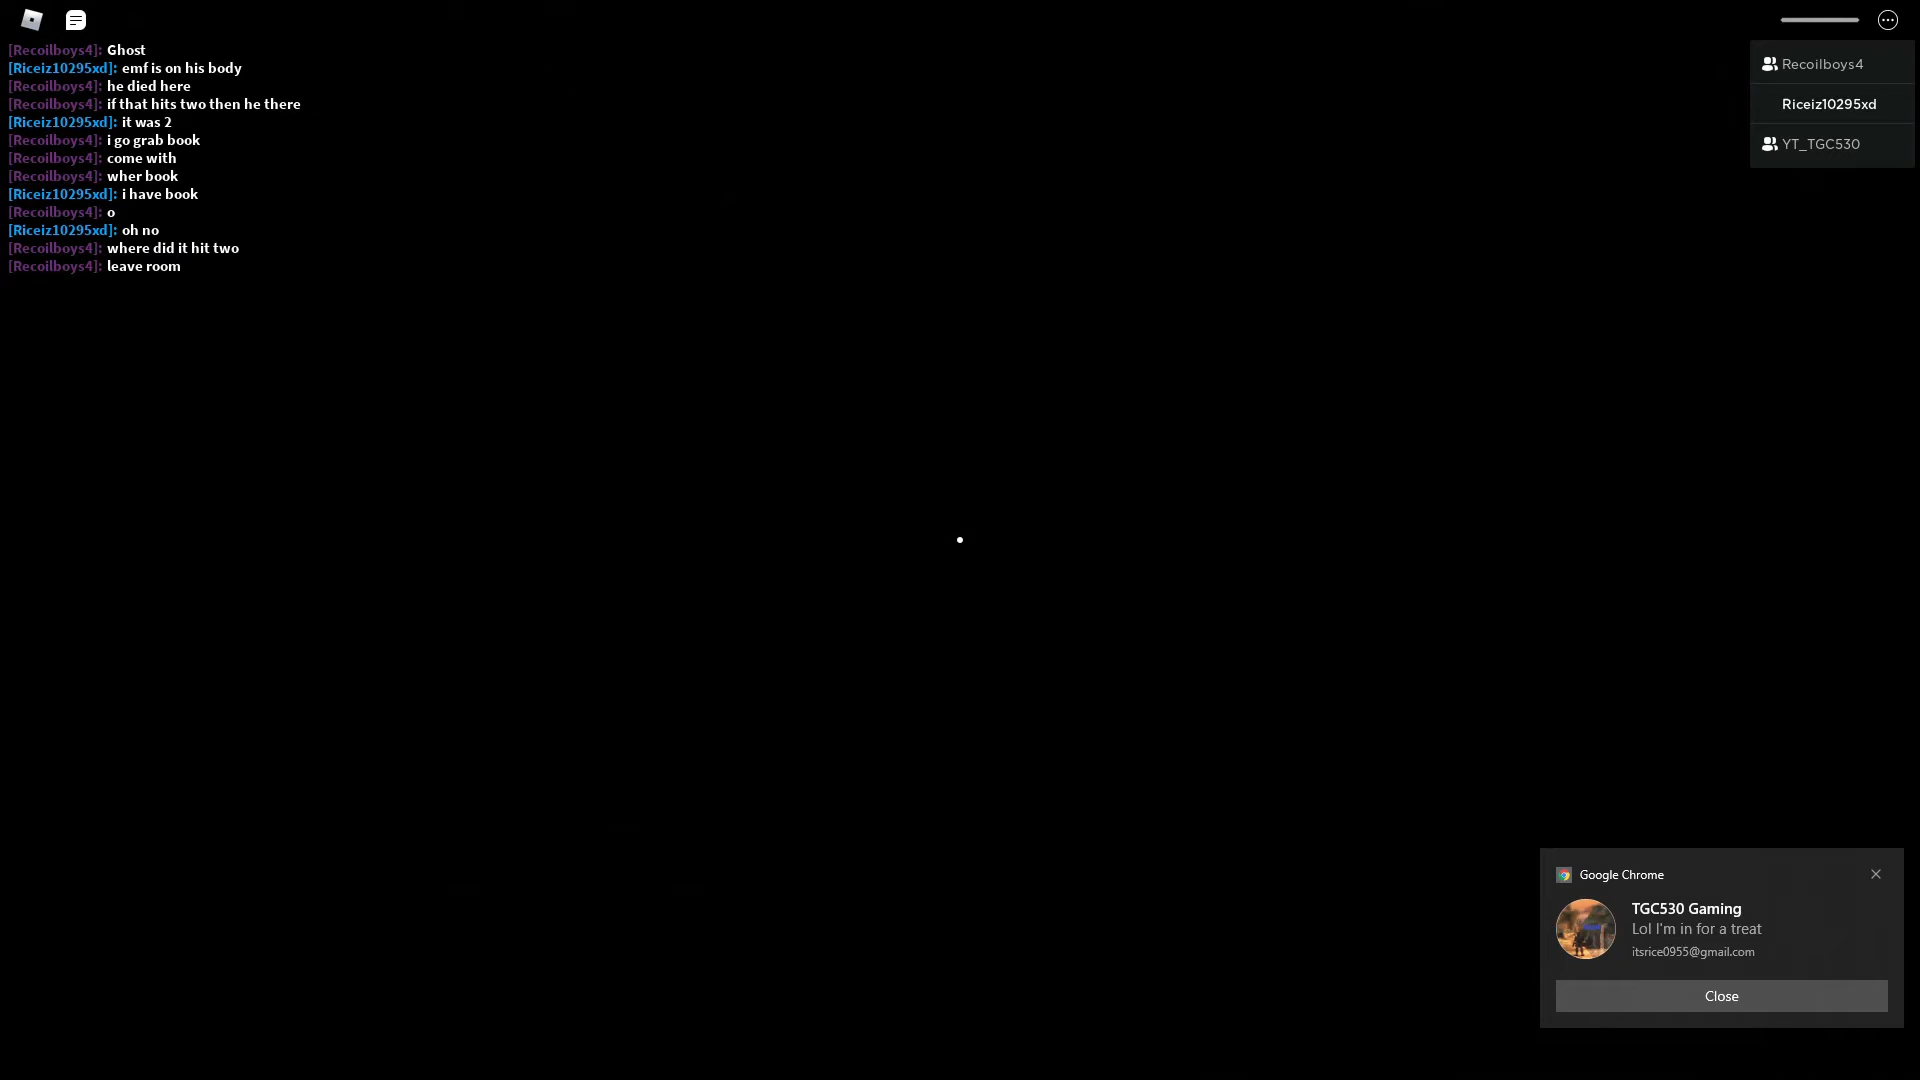 [Recoilboys4]: Ghost
[Riceiz10295xd]: emf is on his body
[Recoilboys4]: he died here
[Recoilboys4]: if that hits two then he there
[Riceiz10295xd]: it was 2
[Recoilboys4]: i go grab book
[Recoilboys4]: come with
[Recoilboys4]: wher book
[Riceiz10295xd]: i have book
[Recoilboys4]: o
[Riceiz10295xd]: oh no
[Recoilboys4]: where did it hit two
[Recoilboys4]: leave room
Recoilboys4
Riceiz10295xd
YT_TGC530
Google Chrome
TGC530 Gaming
Lol I'm in for a treat
itsrice0955@gmail.com
Close